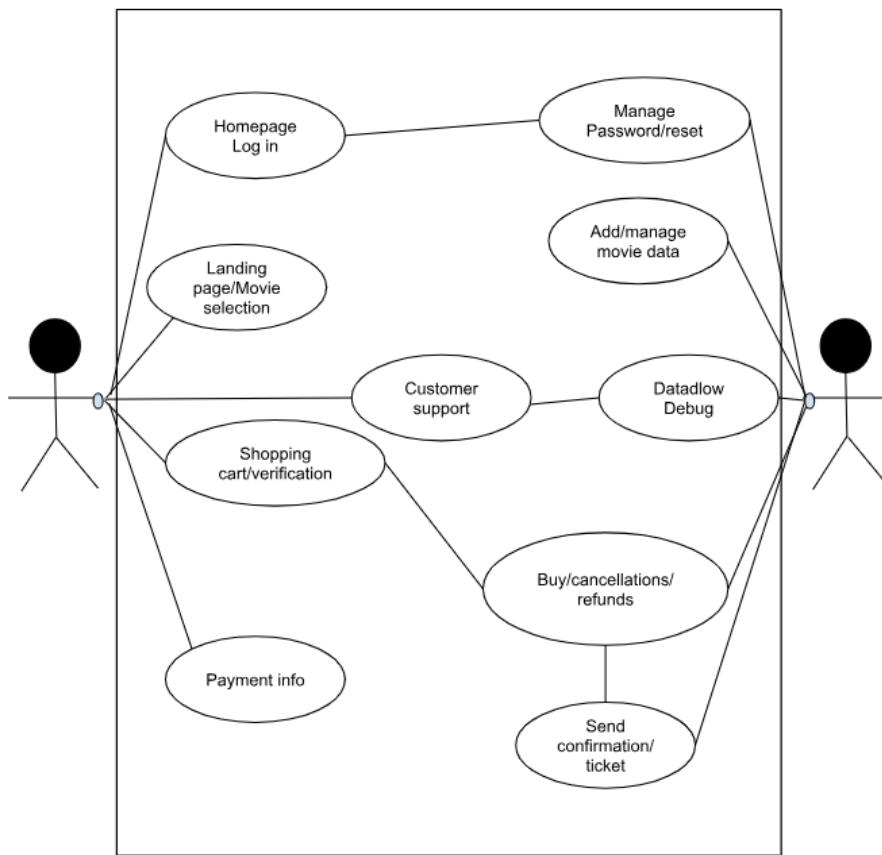 Homepage
Log in
Manage
Password/reset
Add/manage
movie data
Landing
page/Movie
selection
Customer
support
Datadlow
Debug
Shopping
cart/verification
Buy/cancellations/
refunds
Payment info
Send
confirmation/
ticket